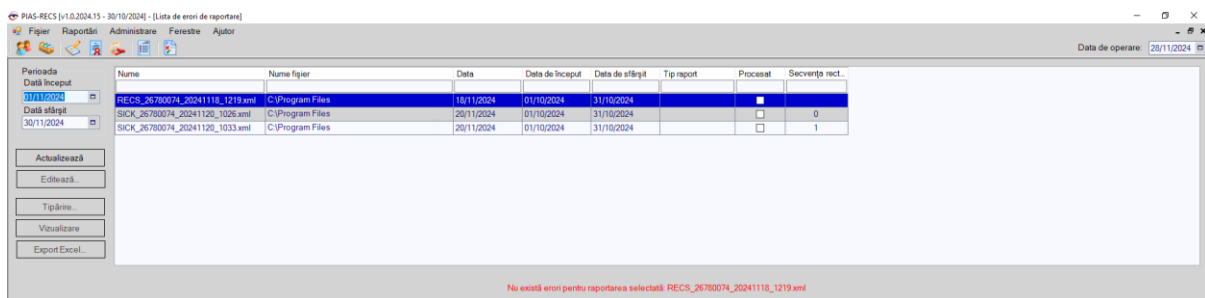 PIAS-RECS [v1.0.2024.15 - 30/10/2024] - [Lista de erori de raportare]
Fișier Raportări Administrare Ferestre Ajutor
Data de operare: 28/11/2024
Perioada
Dată început
01/11/2024
Dată sfârșit
30/11/2024
Actualizează
Editează...
Tipărire...
Vizualizare
Export Excel...
Nume Nume fișier Data Data de început Data de sfârșit Tip raport Procesat Secvența rect...
RECS_26780074_20241118_1219.xml C:\Program Files 18/11/2024 01/10/2024 31/10/2024
SICK_26780074_20241120_1026.xml C:\Program Files 20/11/2024 01/10/2024 31/10/2024 0
SICK_26780074_20241120_1033.xml C:\Program Files 20/11/2024 01/10/2024 31/10/2024 1
Nu există erori pentru raportarea selectată: RECS_26780074_20241118_1219.xml